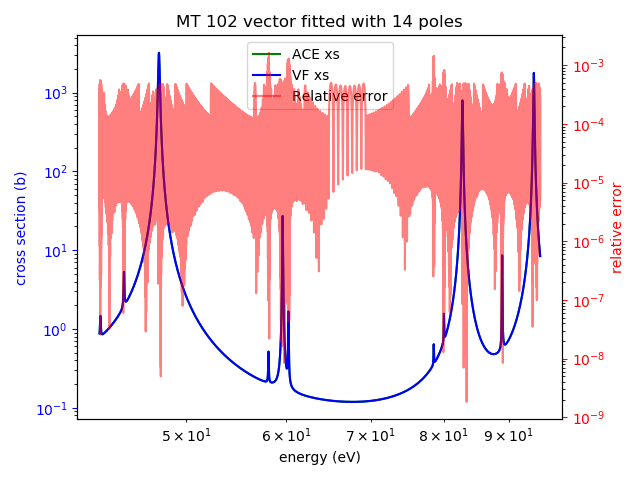 MT 102 vector fitted with 14 poles
ACE xs
VF xs
Relative error
10³
10²
10¹
10⁰
10⁻¹
cross section (b)
10⁻³
10⁻⁴
10⁻⁵
10⁻⁶
10⁻⁷
10⁻⁸
10⁻⁹
relative error
5 × 10¹ 6 × 10¹ 7 × 10¹ 8 × 10¹ 9 × 10¹
energy (eV)